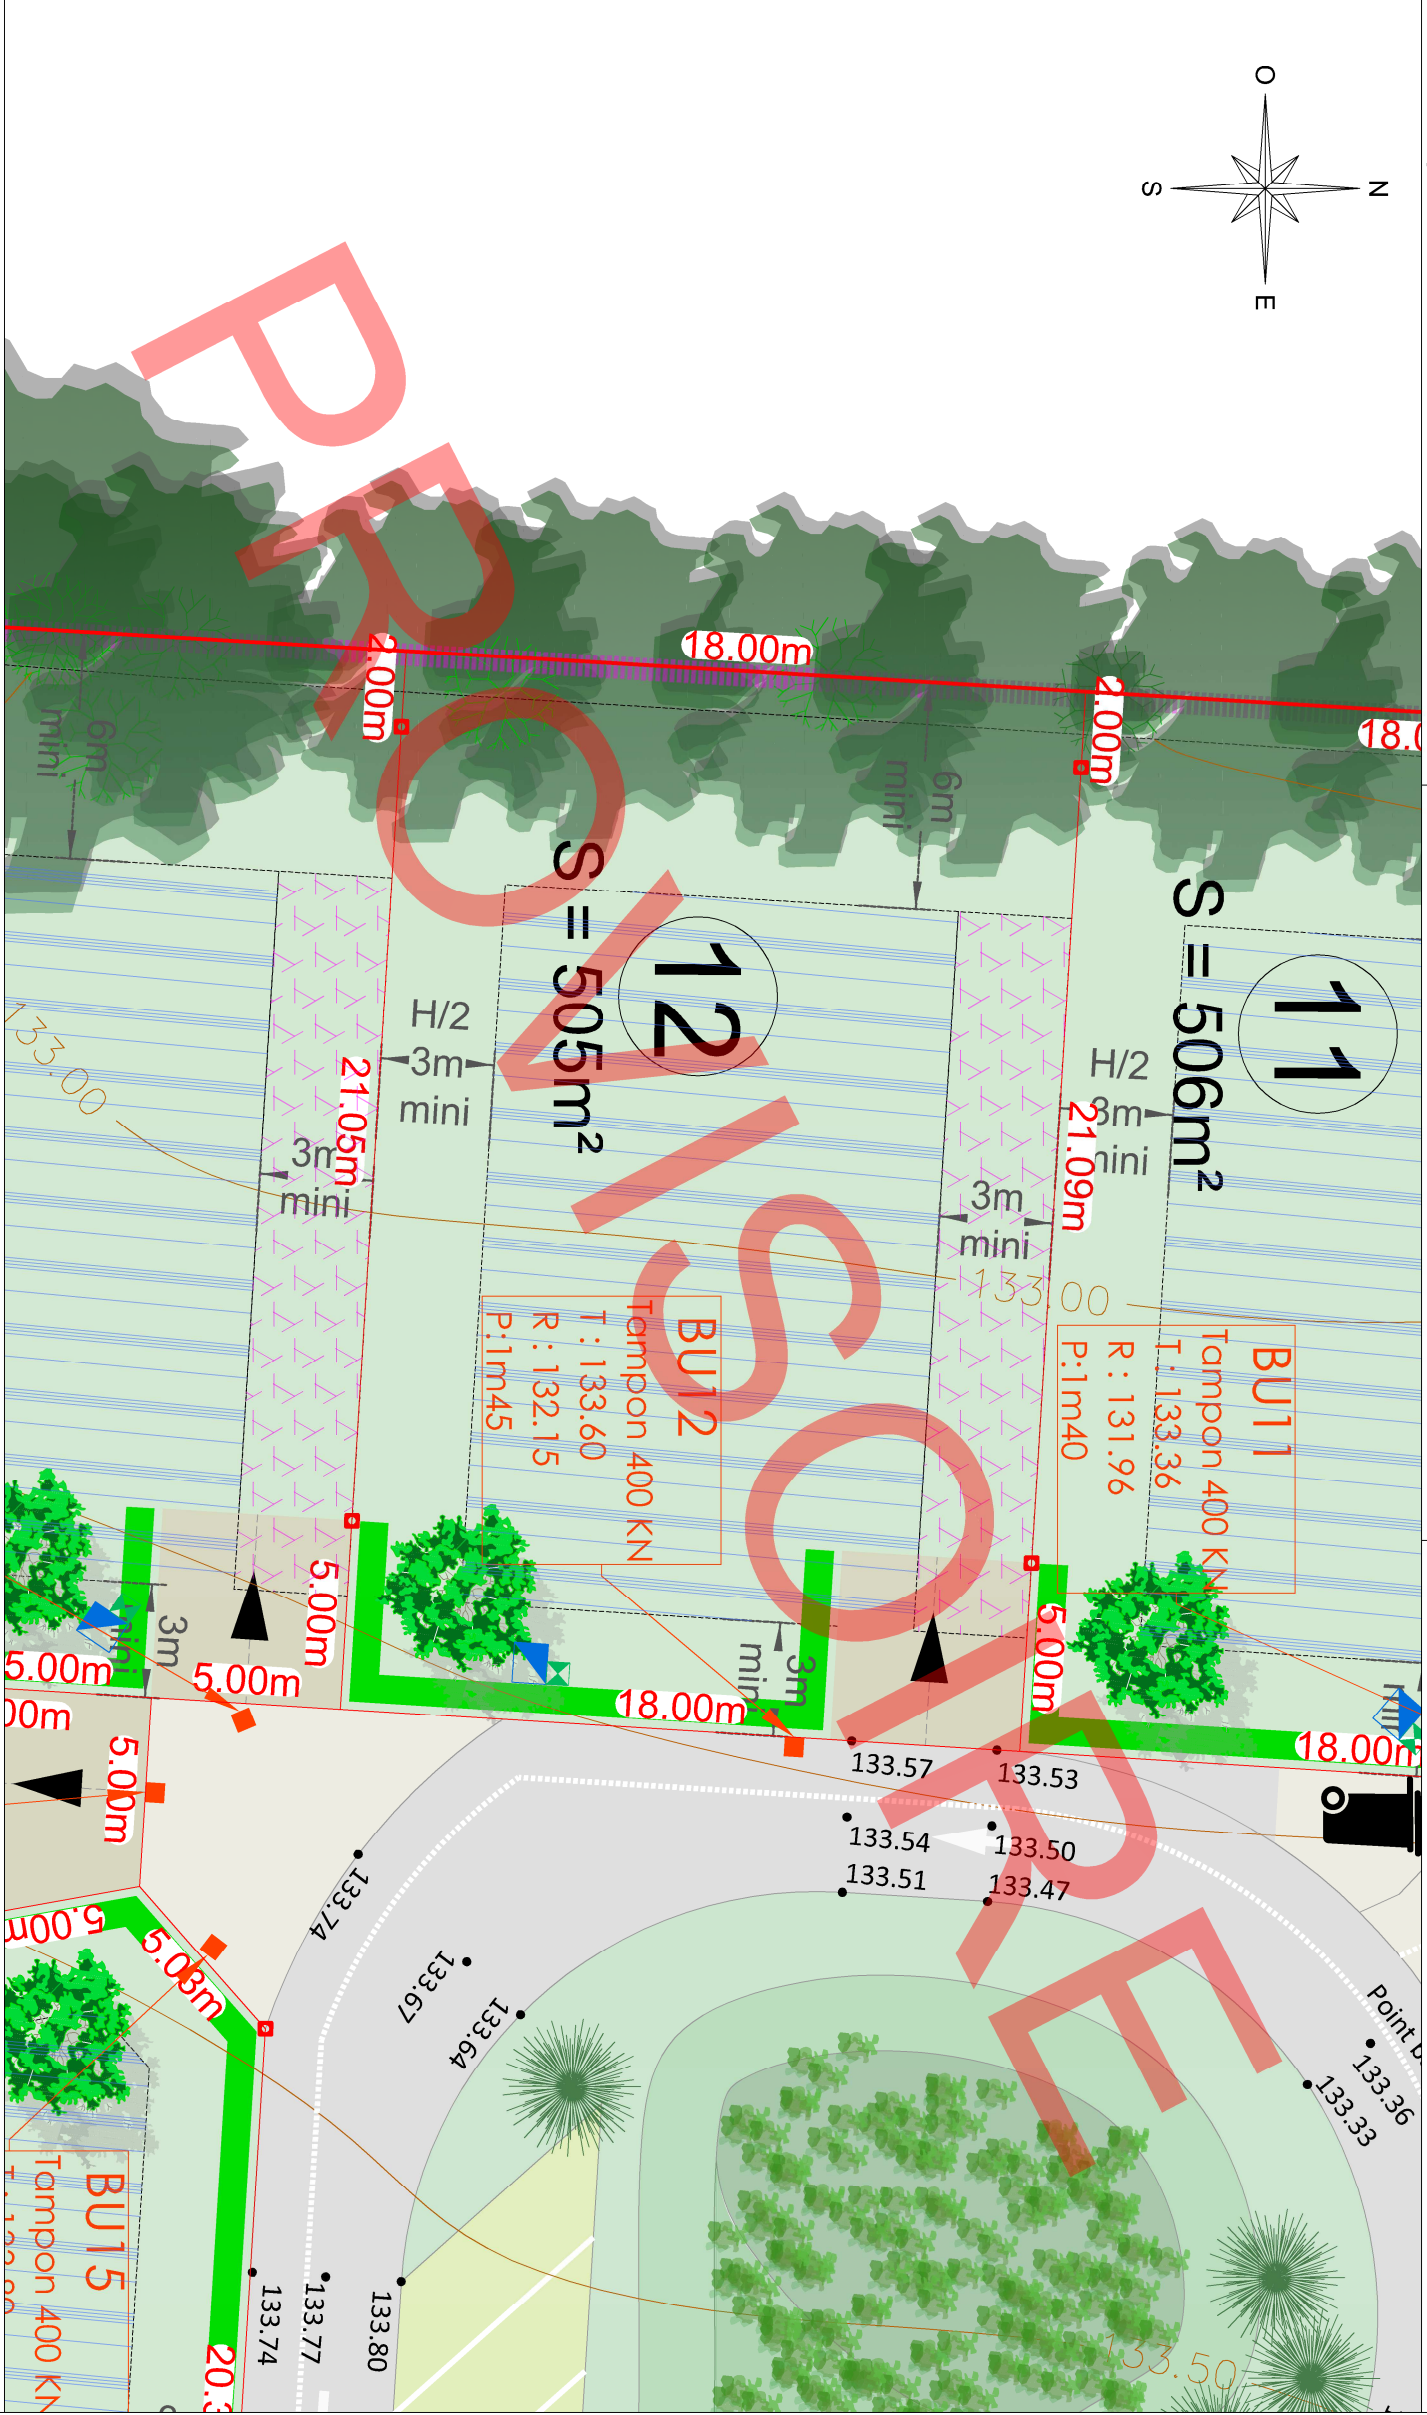 O
N
S
E
PROVISOIRE
18.00m
2.00m
2.00m
6m
mini
6m
mini
12
S = 505m²
11
S = 506m²
H/2
3m
mini
H/2
3m
21.05m
21.09m
3m
mini
3m
mini
133.00
133.00
BU12
Tampon 400 KN
T : 133.60
R : 132.15
P:1m45
BU11
Tampon 400 KN
T : 133.36
R : 131.96
P:1m40
5.00m
5.00m
3m
mini
3m
mini
5.00m
5.00m
18.00m
18.00m
5.00m
5.00m
5.03m
133.57
133.53
133.54
133.50
133.51
133.47
133.74
133.67
133.64
Point
133.36
133.33
BU15
Tampon 400 KN
133.74
133.77
133.80
133.50